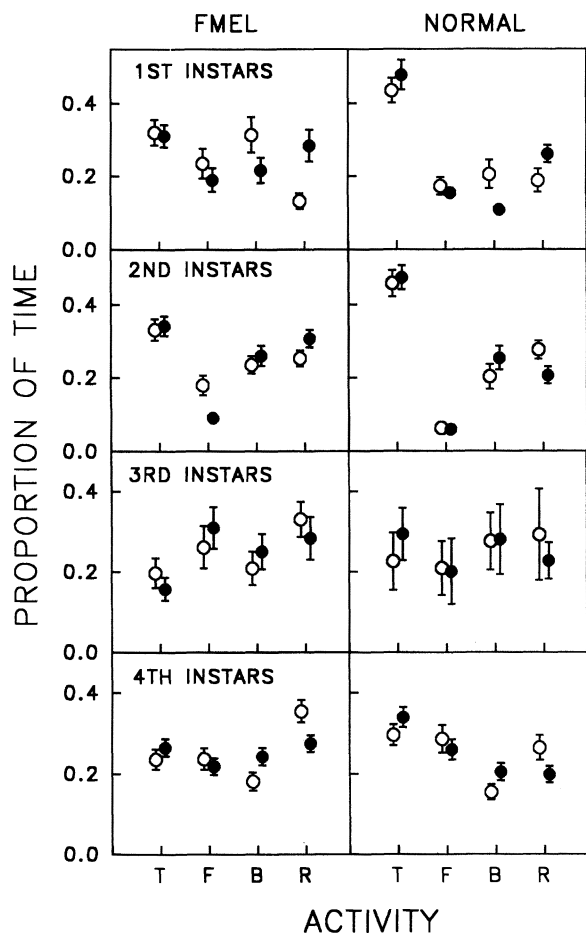 FMEL NORMAL
1ST INSTARS
0.4
0.2
0.0
2ND INSTARS
0.4
0.2
0.0
3RD INSTARS
0.4
0.2
0.0
4TH INSTARS
0.4
0.2
0.0
PROPORTION OF TIME
T F B R T F B R
ACTIVITY